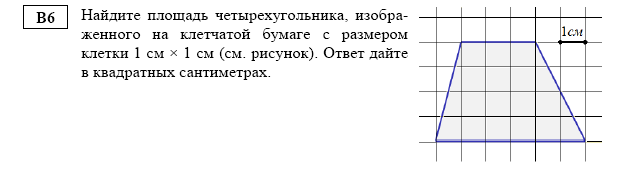 В6
Найдите площадь четырехугольника, изобра-
женного на клетчатой бумаге с размером
клетки 1 см × 1 см (см. рисунок). Ответ дайте
в квадратных сантиметрах.
1см